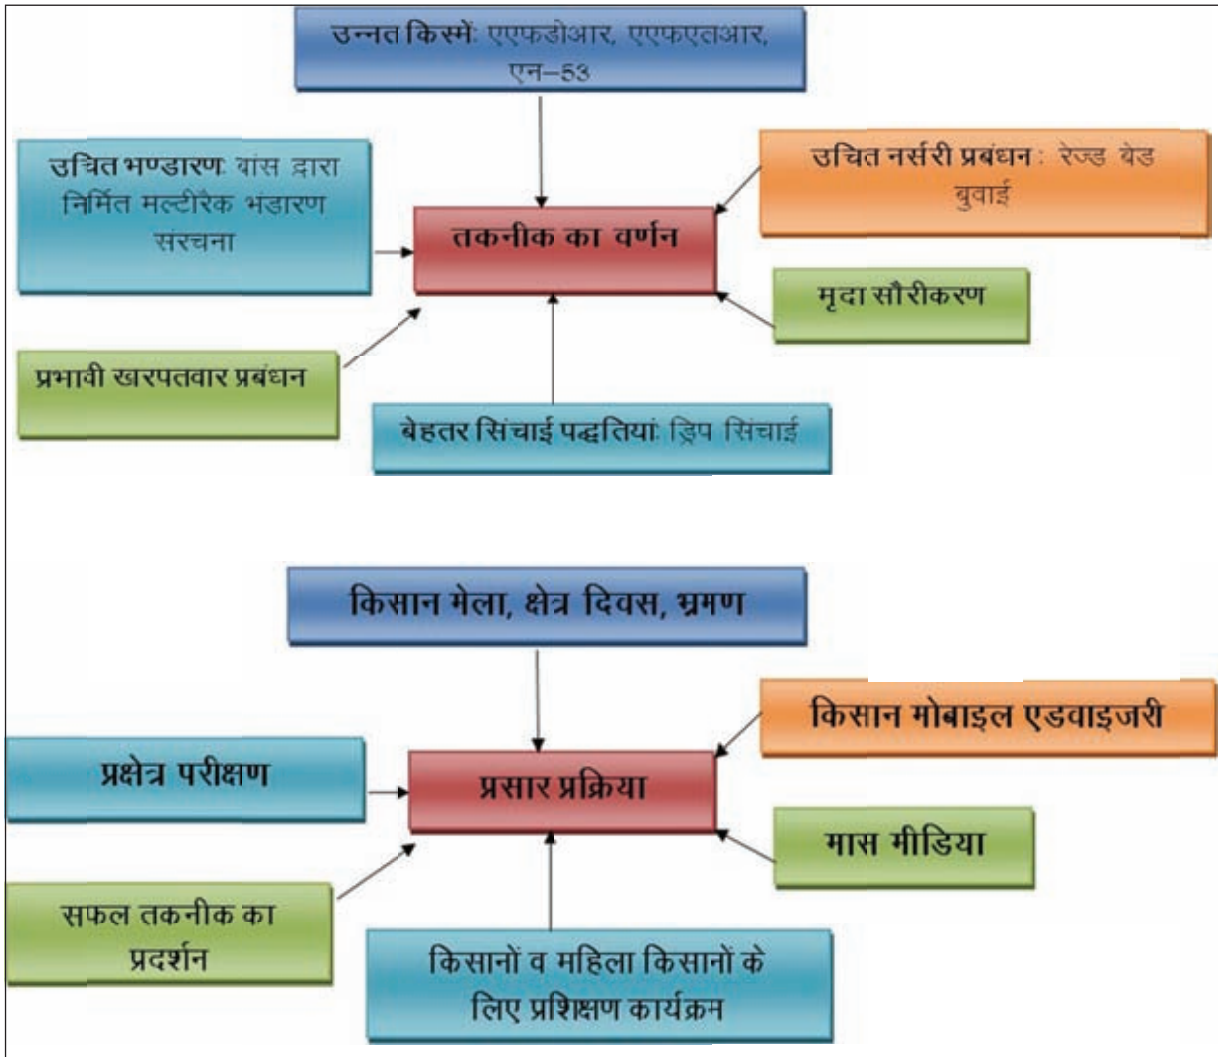 उन्नत किस्में: एएफडीआर, एएफएलआर,
एन–53
उचित भण्डारण: बांस द्वारा
निर्मित मल्टीरैक भंडारण
संरचना
उचित नर्सरी प्रबंधन : रेज्ड बेड
बुवाई
तकनीक का वर्णन
मृदा सौरीकरण
प्रभावी खरपतवार प्रबंधन
बेहतर सिंचाई पद्धतियां: ड्रिप सिंचाई
किसान मेला, क्षेत्र दिवस, भ्रमण
किसान मोबाइल एडवाइजरी
प्रक्षेत्र परीक्षण
प्रसार प्रक्रिया
मास मीडिया
सफल तकनीक का
प्रदर्शन
किसानों व महिला किसानों के
लिए प्रशिक्षण कार्यक्रम